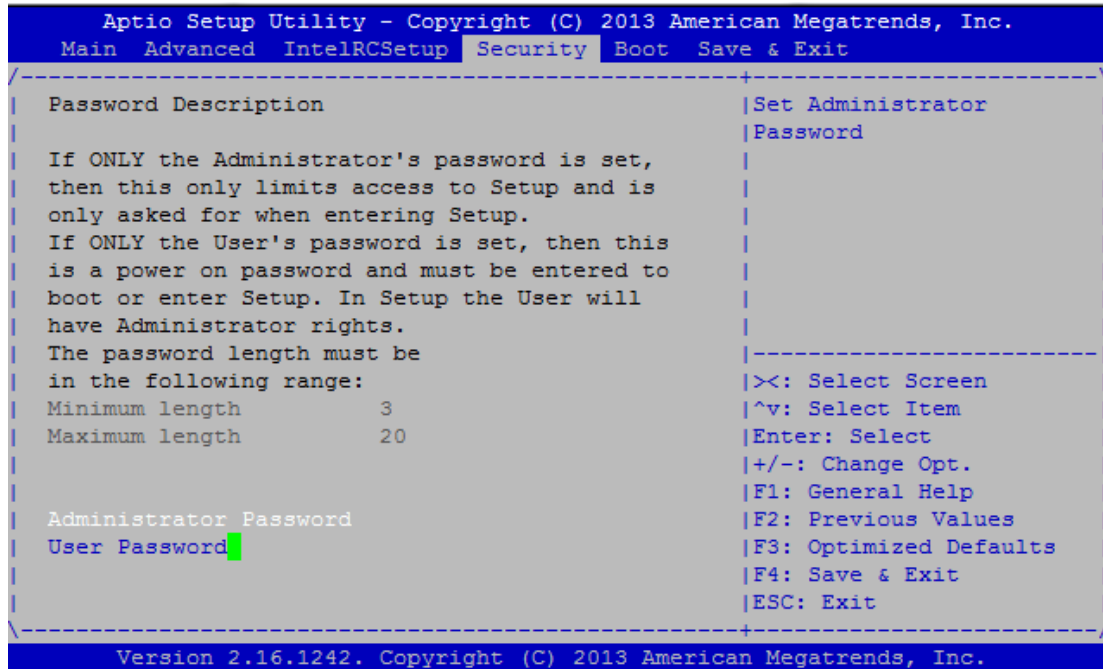 Aptio Setup Utility - Copyright (C) 2013 American Megatrends, Inc.
Main Advanced IntelRCSetup Security Boot Save & Exit
Password Description
If ONLY the Administrator's password is set,
then this only limits access to Setup and is
only asked for when entering Setup.
If ONLY the User's password is set, then this
is a power on password and must be entered to
boot or enter Setup. In Setup the User will
have Administrator rights.
The password length must be
in the following range:
Minimum length 3
Maximum length 20
Administrator Password
User Password
Set Administrator
Password
><: Select Screen
^v: Select Item
Enter: Select
+/-: Change Opt.
F1: General Help
F2: Previous Values
F3: Optimized Defaults
F4: Save & Exit
ESC: Exit
Version 2.16.1242. Copyright (C) 2013 American Megatrends, Inc.